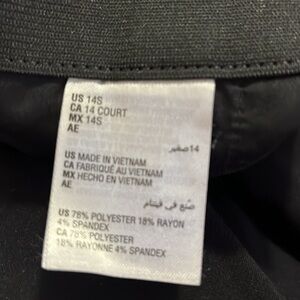 US 14S
CA 14 COURT
MX 14S
AE
14 صغير
US MADE IN VIETNAM
CA FABRIQUÉ AU VIETNAM
MX HECHO EN VIETNAM
AE
صنع في فيتنام
US 78% POLYESTER 18% RAYON
4% SPANDEX
CA 78% POLYESTER
18% RAYONNE 4% SPANDEX